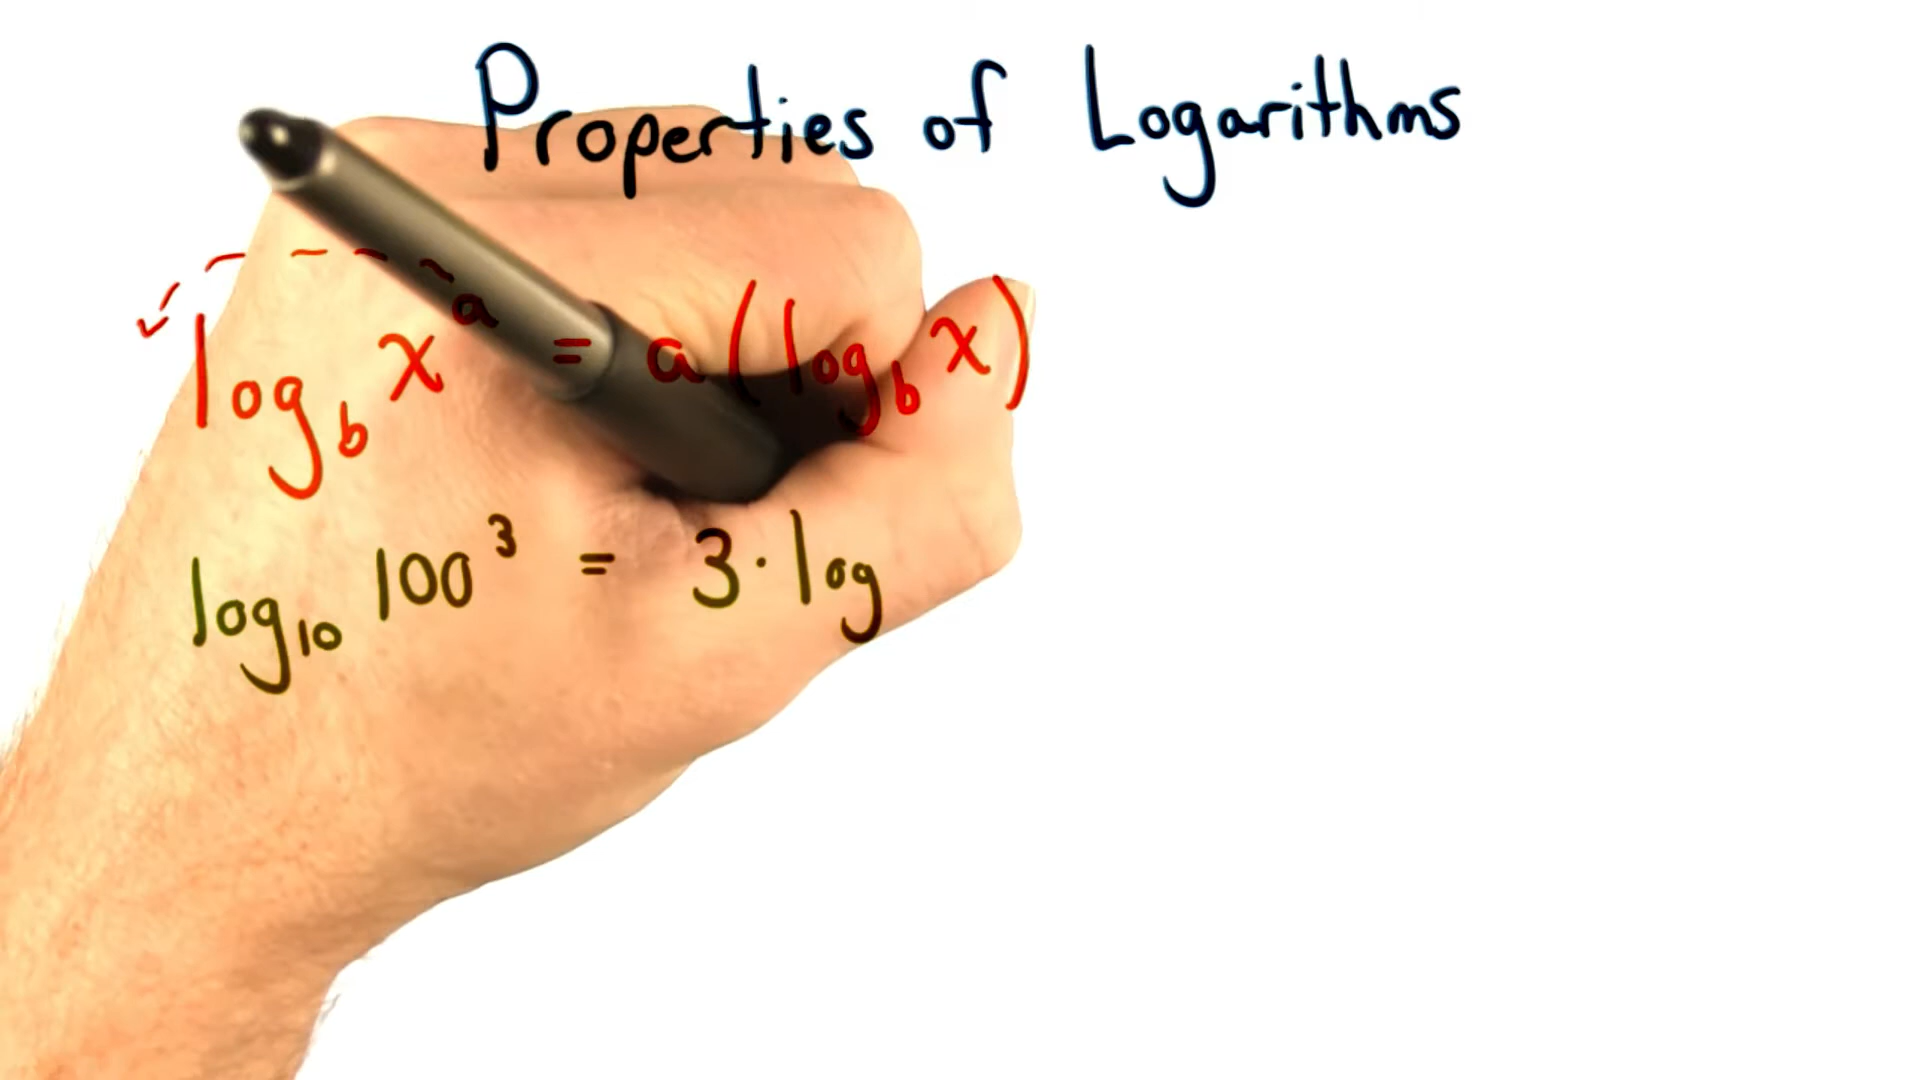 Properties of Logarithms
log_b x^a = a(log_b x)
log_10 100^3 = 3·log